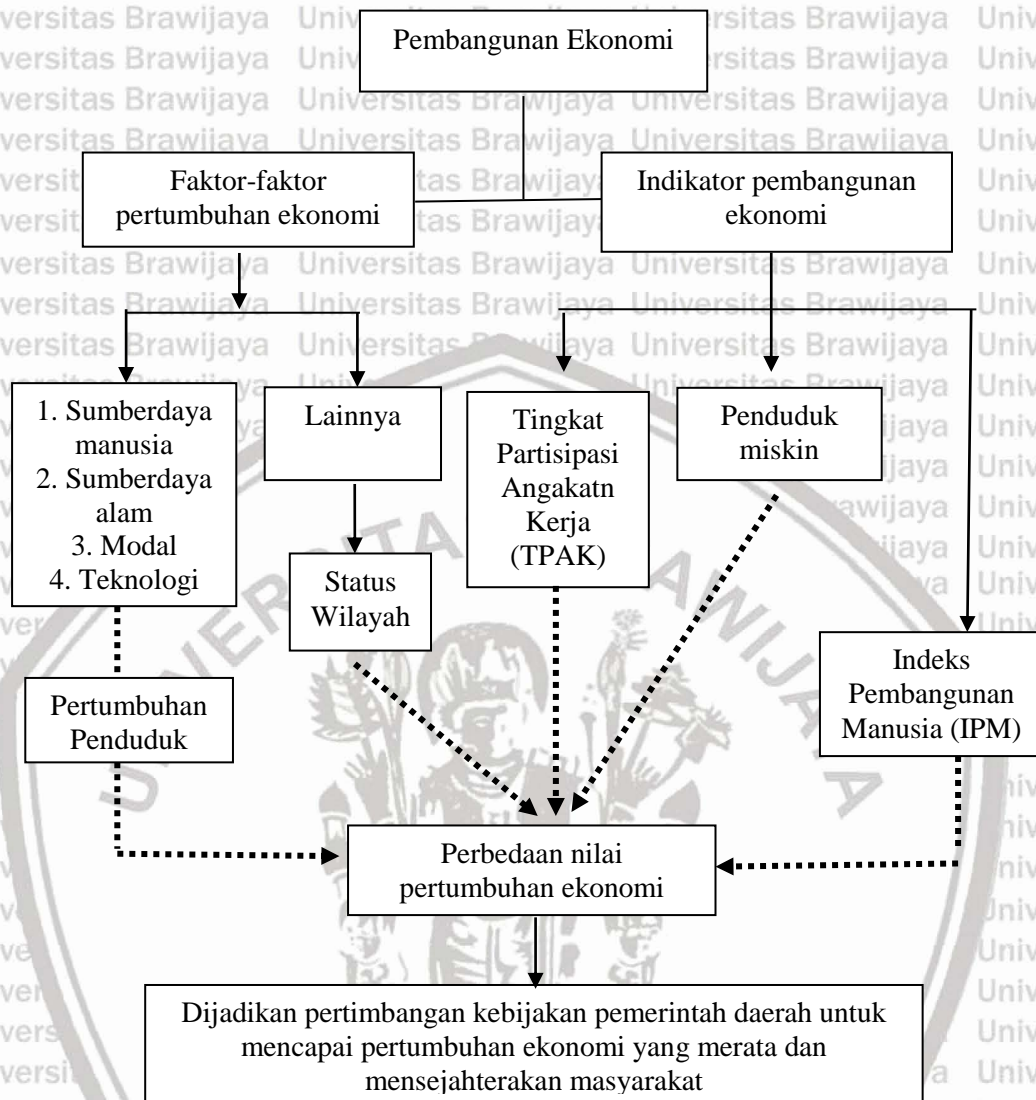 Pembangunan Ekonomi
Faktor-faktor
pertumbuhan ekonomi
Indikator pembangunan
ekonomi
1. Sumberdaya
manusia
2. Sumberdaya
alam
3. Modal
4. Teknologi
Lainnya
Tingkat
Partisipasi
Angakatn
Kerja
(TPAK)
Penduduk
miskin
Status
Wilayah
Indeks
Pembangunan
Manusia (IPM)
Pertumbuhan
Penduduk
Perbedaan nilai
pertumbuhan ekonomi
Dijadikan pertimbangan kebijakan pemerintah daerah untuk
mencapai pertumbuhan ekonomi yang merata dan
mensejahterakan masyarakat